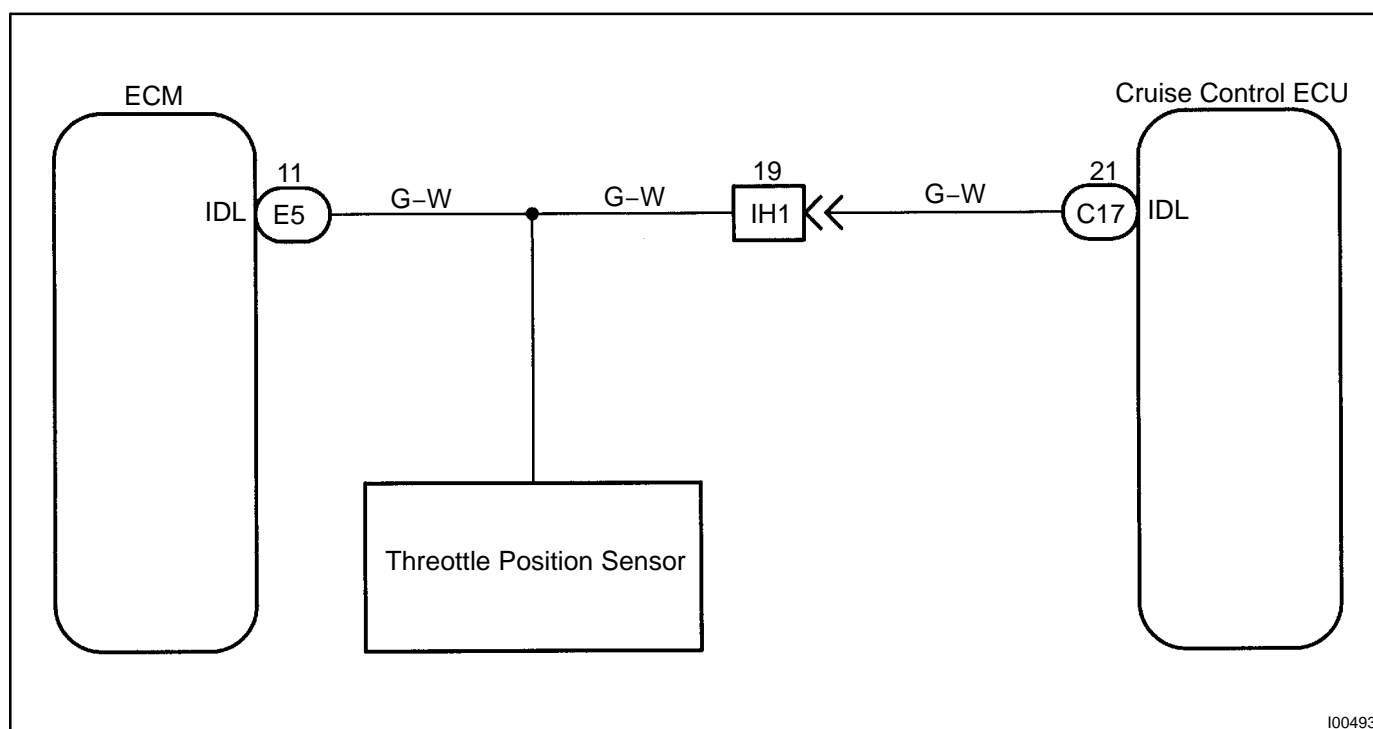 ECM
Cruise Control ECU
11
19
21
IDL
E5
G–W
G–W
IH1
G–W
C17
IDL
Threottle Position Sensor
I00493